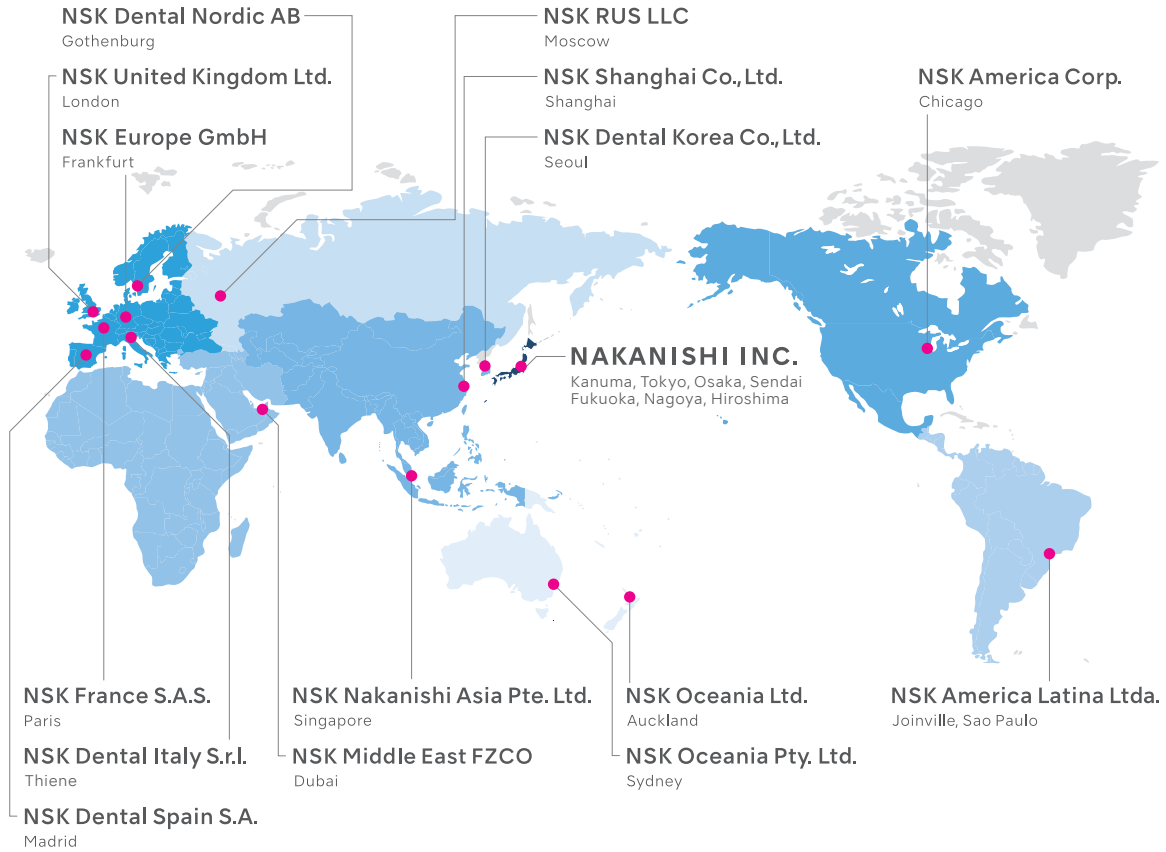 NSK Dental Nordic AB
Gothenburg
NSK United Kingdom Ltd.
London
NSK Europe GmbH
Frankfurt
NSK RUS LLC
Moscow
NSK Shanghai Co., Ltd.
Shanghai
NSK Dental Korea Co., Ltd.
Seoul
NSK America Corp.
Chicago
NAKANISHI INC.
Kanuma, Tokyo, Osaka, Sendai
Fukuoka, Nagoya, Hiroshima
NSK France S.A.S.
Paris
NSK Dental Italy S.r.l.
Thiene
NSK Dental Spain S.A.
Madrid
NSK Nakanishi Asia Pte. Ltd.
Singapore
NSK Middle East FZCO
Dubai
NSK Oceania Ltd.
Auckland
NSK Oceania Pty. Ltd.
Sydney
NSK America Latina Ltda.
Joinville, Sao Paulo